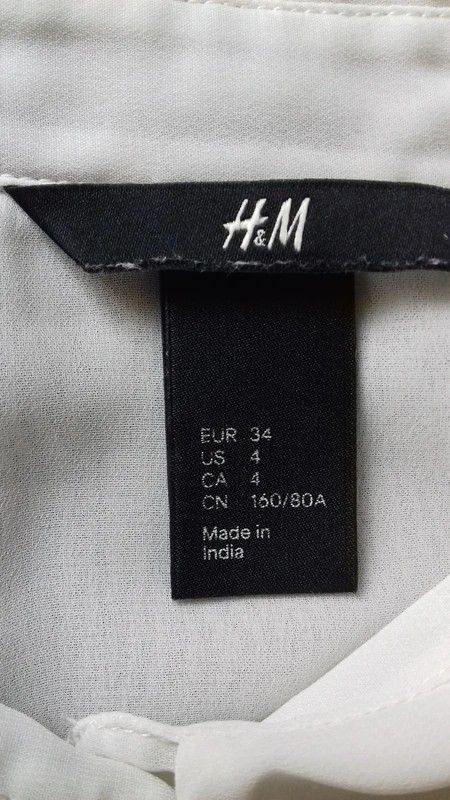 H&M
EUR 34
US 4
CA 4
CN 160/80A
Made in
India